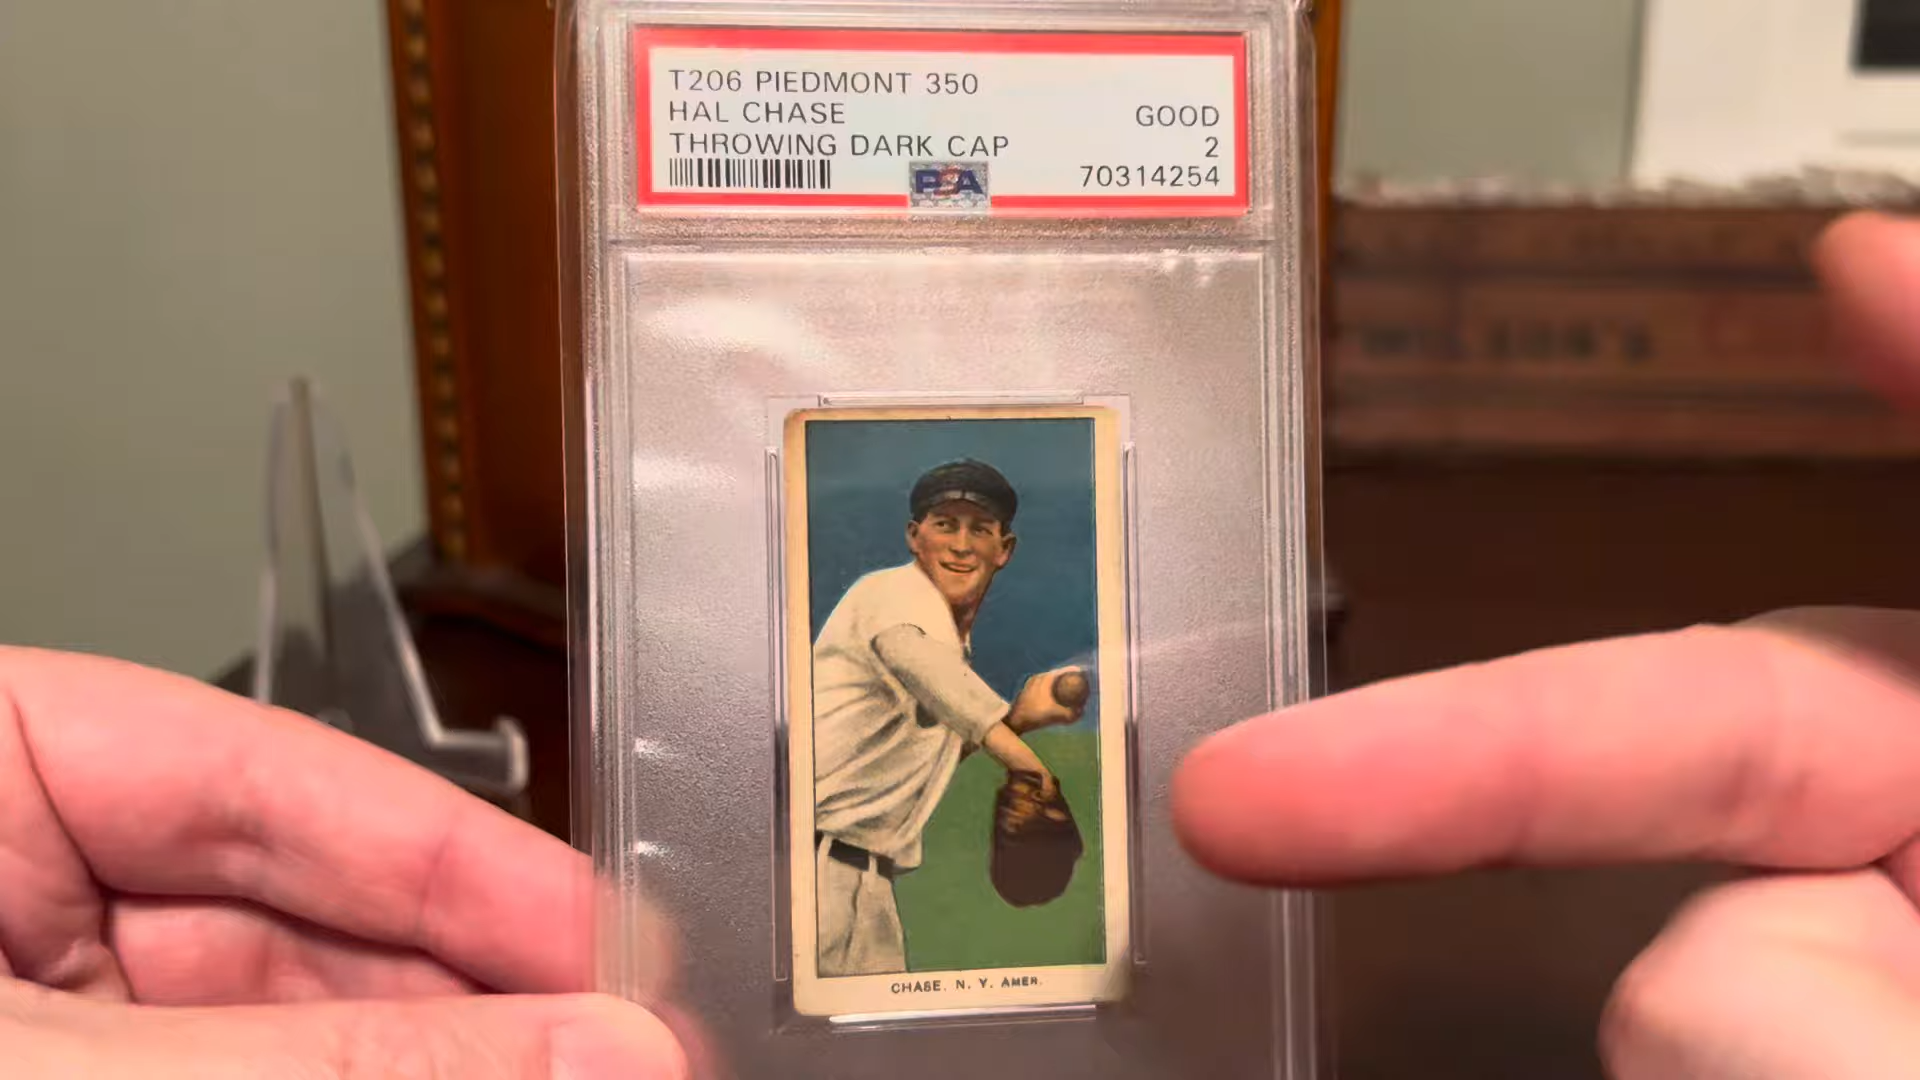 T206 PIEDMONT 350
HAL CHASE GOOD
THROWING DARK CAP 2
PSA 70314254
CHASE. N. Y. AMER.